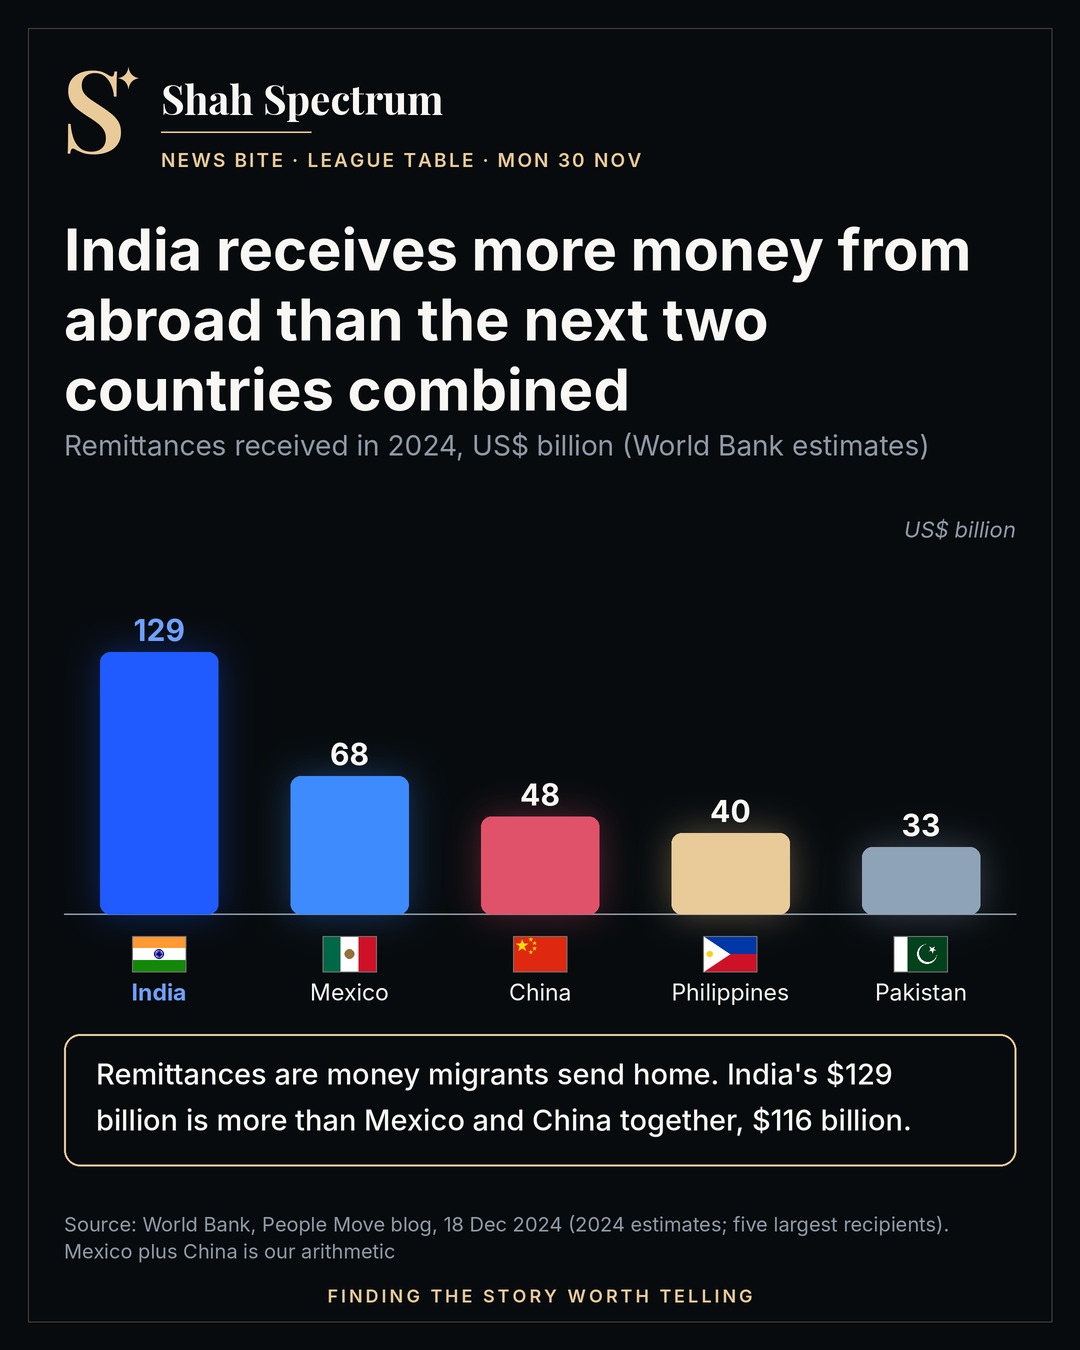 S
Shah Spectrum
NEWS BITE · LEAGUE TABLE · MON 30 NOV
India receives more money from
abroad than the next two
countries combined
Remittances received in 2024, US$ billion (World Bank estimates)
US$ billion
129
68
48
40
33
India
Mexico
China
Philippines
Pakistan
Remittances are money migrants send home. India's $129
billion is more than Mexico and China together, $116 billion.
Source: World Bank, People Move blog, 18 Dec 2024 (2024 estimates; five largest recipients).
Mexico plus China is our arithmetic
FINDING THE STORY WORTH TELLING